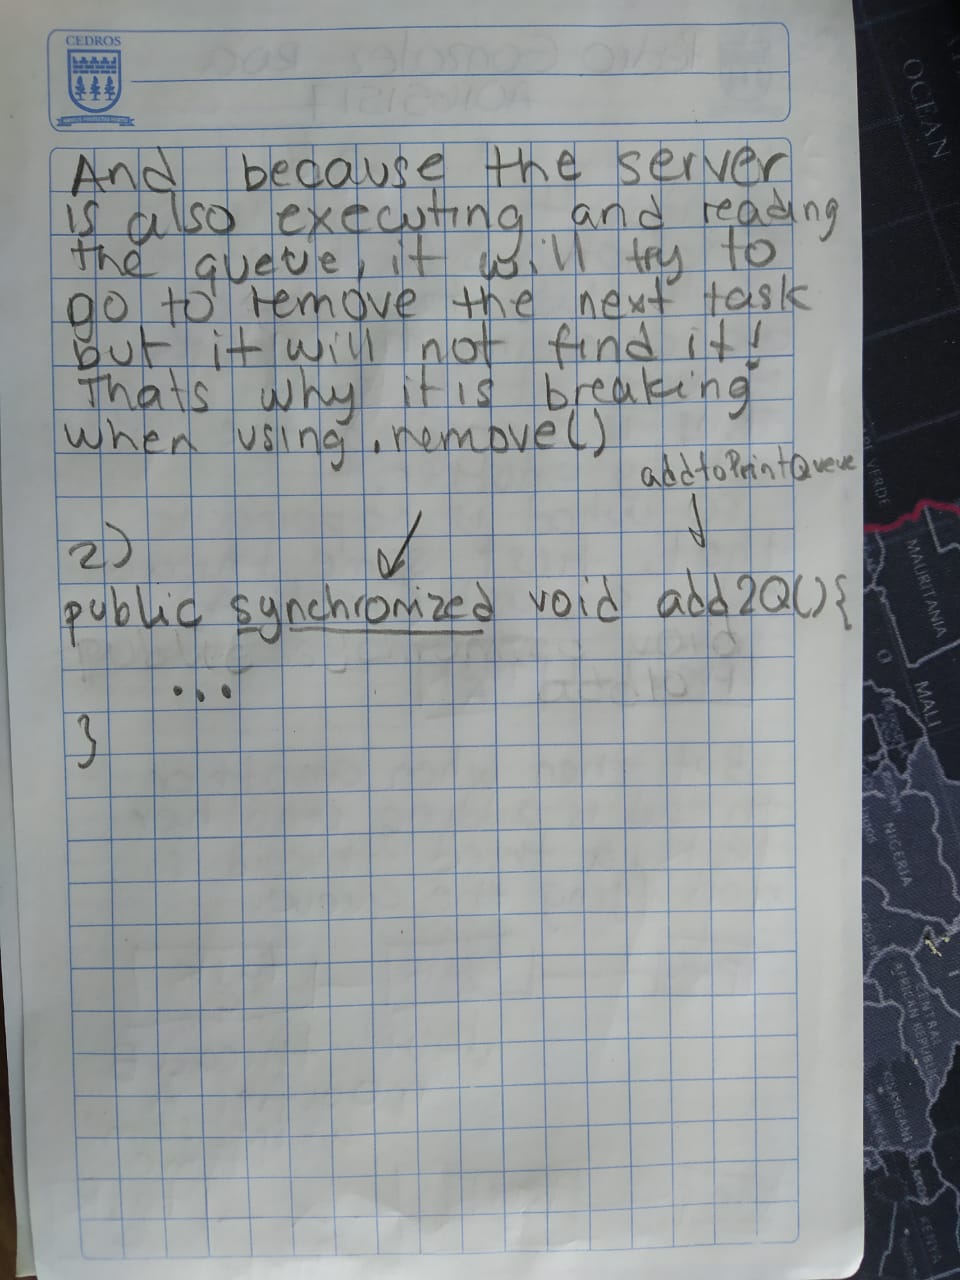 CEDROS
And because the server
is also executing and reading
the queue, it will try to
go to remove the next task
but it will not find it!
Thats why it is breaking
when using .remove()
addtoPrintQueue
2)
public synchronized void add2Q(){
...
}
OCEAN
VERDE
MAURITANIA
MALI
NIGERIA
CENTRAL
AFRICAN REPUBLIC
KENYA